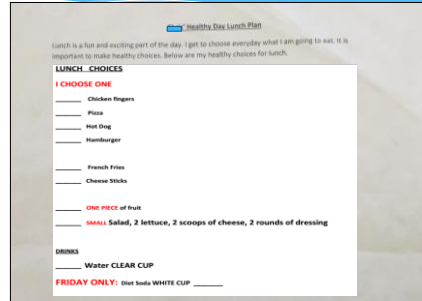 Healthy Day Lunch Plan
Lunch is a fun and exciting part of the day. I get to choose everyday what I am going to eat. It is
important to make healthy choices. Below are my healthy choices for lunch.
LUNCH CHOICES
I CHOOSE ONE
______ Chicken fingers
______ Pizza
______ Hot Dog
______ Hamburger
______ French Fries
______ Cheese Sticks
______ ONE PIECE of fruit
______ SMALL Salad, 2 lettuce, 2 scoops of cheese, 2 rounds of dressing
DRINKS
______ Water CLEAR CUP
FRIDAY ONLY: Diet Soda WHITE CUP ______